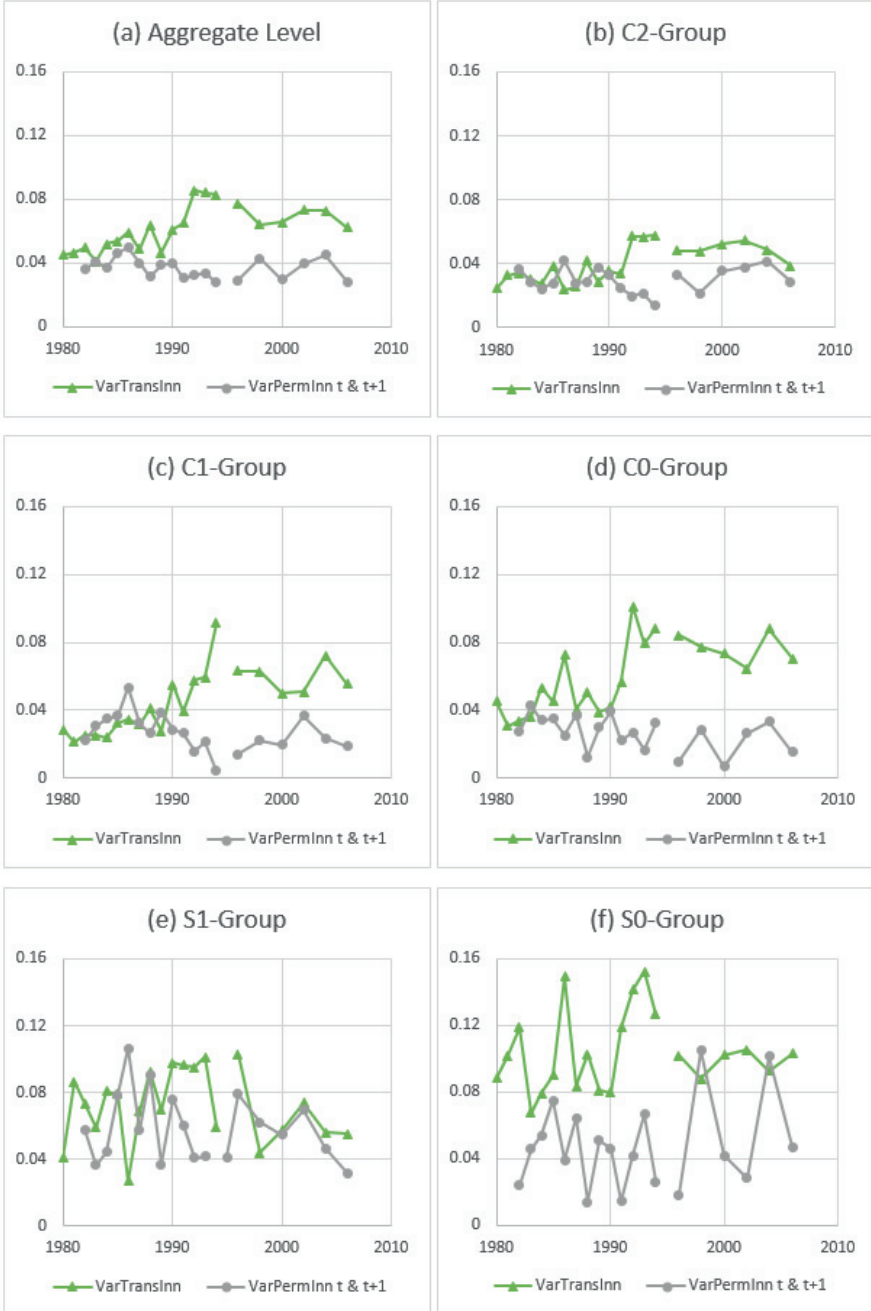 (a) Aggregate Level
0.16
0.12
0.08
0.04
0
1980 1990 2000 2010
VarTransInn VarPermInn t & t+1
(b) C2-Group
0.16
0.12
0.08
0.04
0
1980 1990 2000 2010
VarTransInn VarPermInn t & t+1
(c) C1-Group
0.16
0.12
0.08
0.04
0
1980 1990 2000 2010
VarTransInn VarPermInn t & t+1
(d) C0-Group
0.16
0.12
0.08
0.04
0
1980 1990 2000 2010
VarTransInn VarPermInn t & t+1
(e) S1-Group
0.16
0.12
0.08
0.04
0
1980 1990 2000 2010
VarTransInn VarPermInn t & t+1
(f) S0-Group
0.16
0.12
0.08
0.04
0
1980 1990 2000 2010
VarTransInn VarPermInn t & t+1